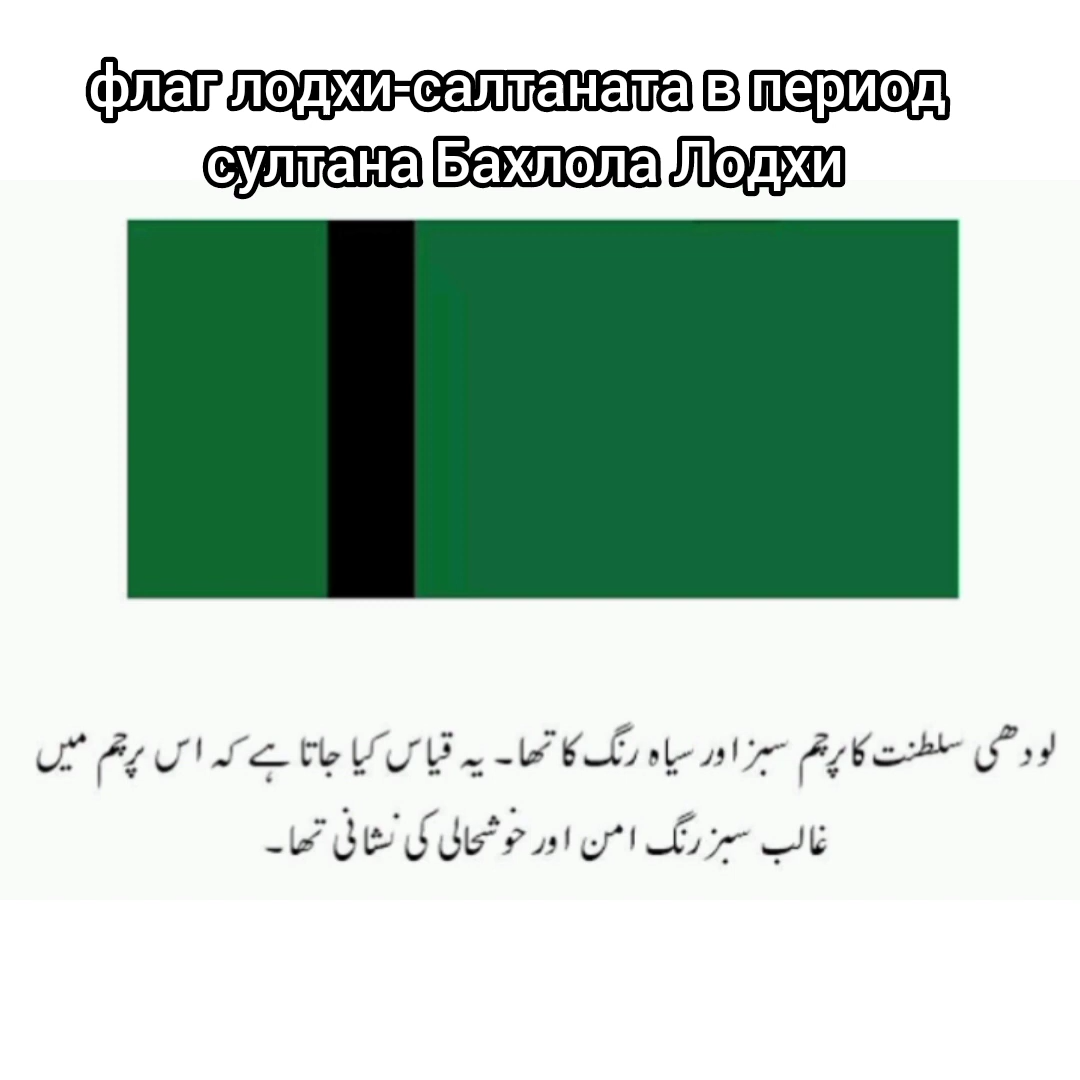 флаг лодхи-салтаната в период
султана Бахлола Лодхи
لودھی سلطنت کا پرچم سبز اور سیاہ رنگ کا تھا۔ یہ قیاس کیا جاتا ہے کہ اس پرچم میں
غالب سبز رنگ امن اور خوشحالی کی نشانی تھا۔